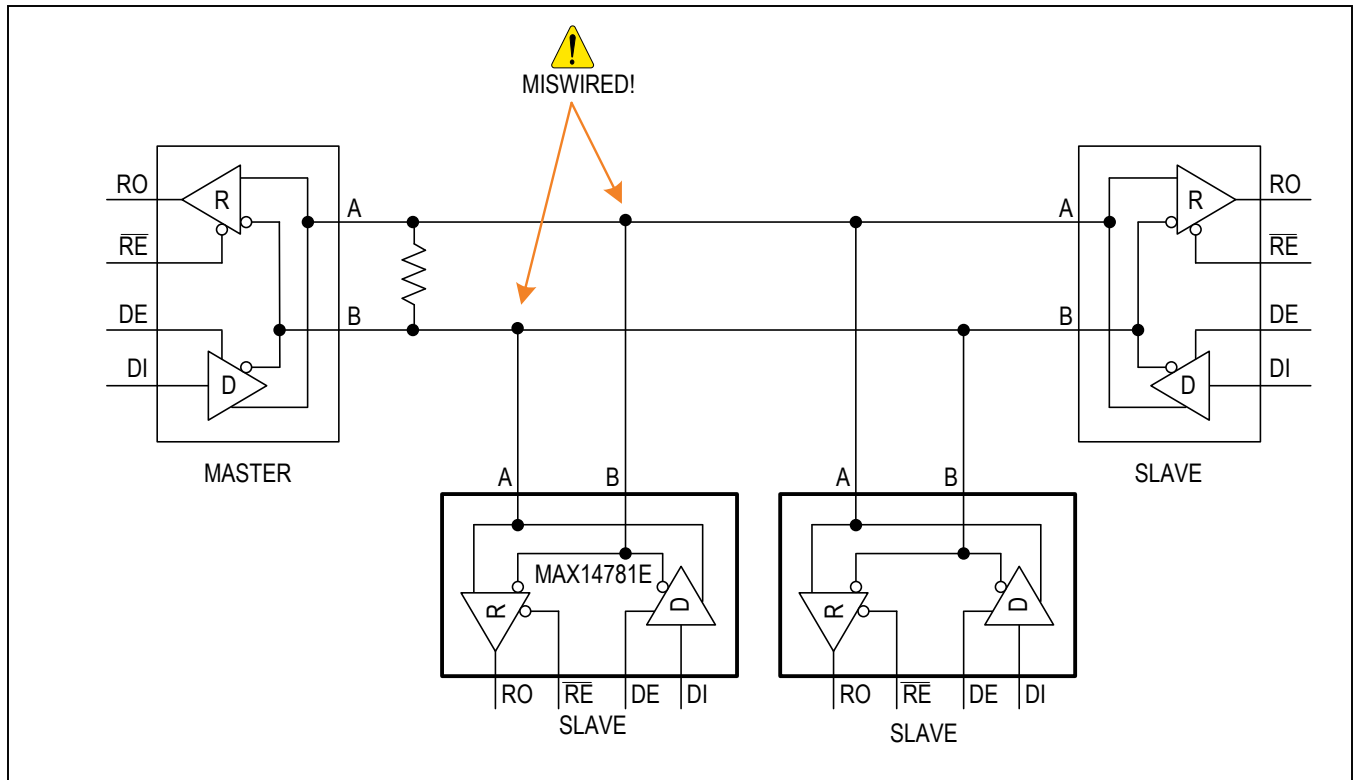 MISWIRED!
RO
R
RE
DE
DI
D
A
B
MASTER
A
B
R
D
RO
RE
DE
DI
SLAVE
A
B
MAX14781E
R
D
RO
RE
DE
DI
SLAVE
A
B
R
D
RO
RE
DE
DI
SLAVE